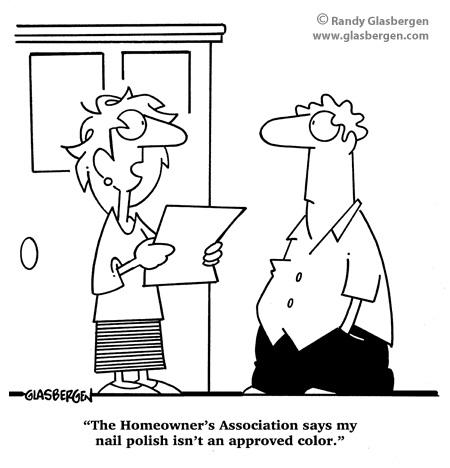 © Randy Glasbergen
www.glasbergen.com
GLASBERGEN
“The Homeowner’s Association says my
nail polish isn’t an approved color.”